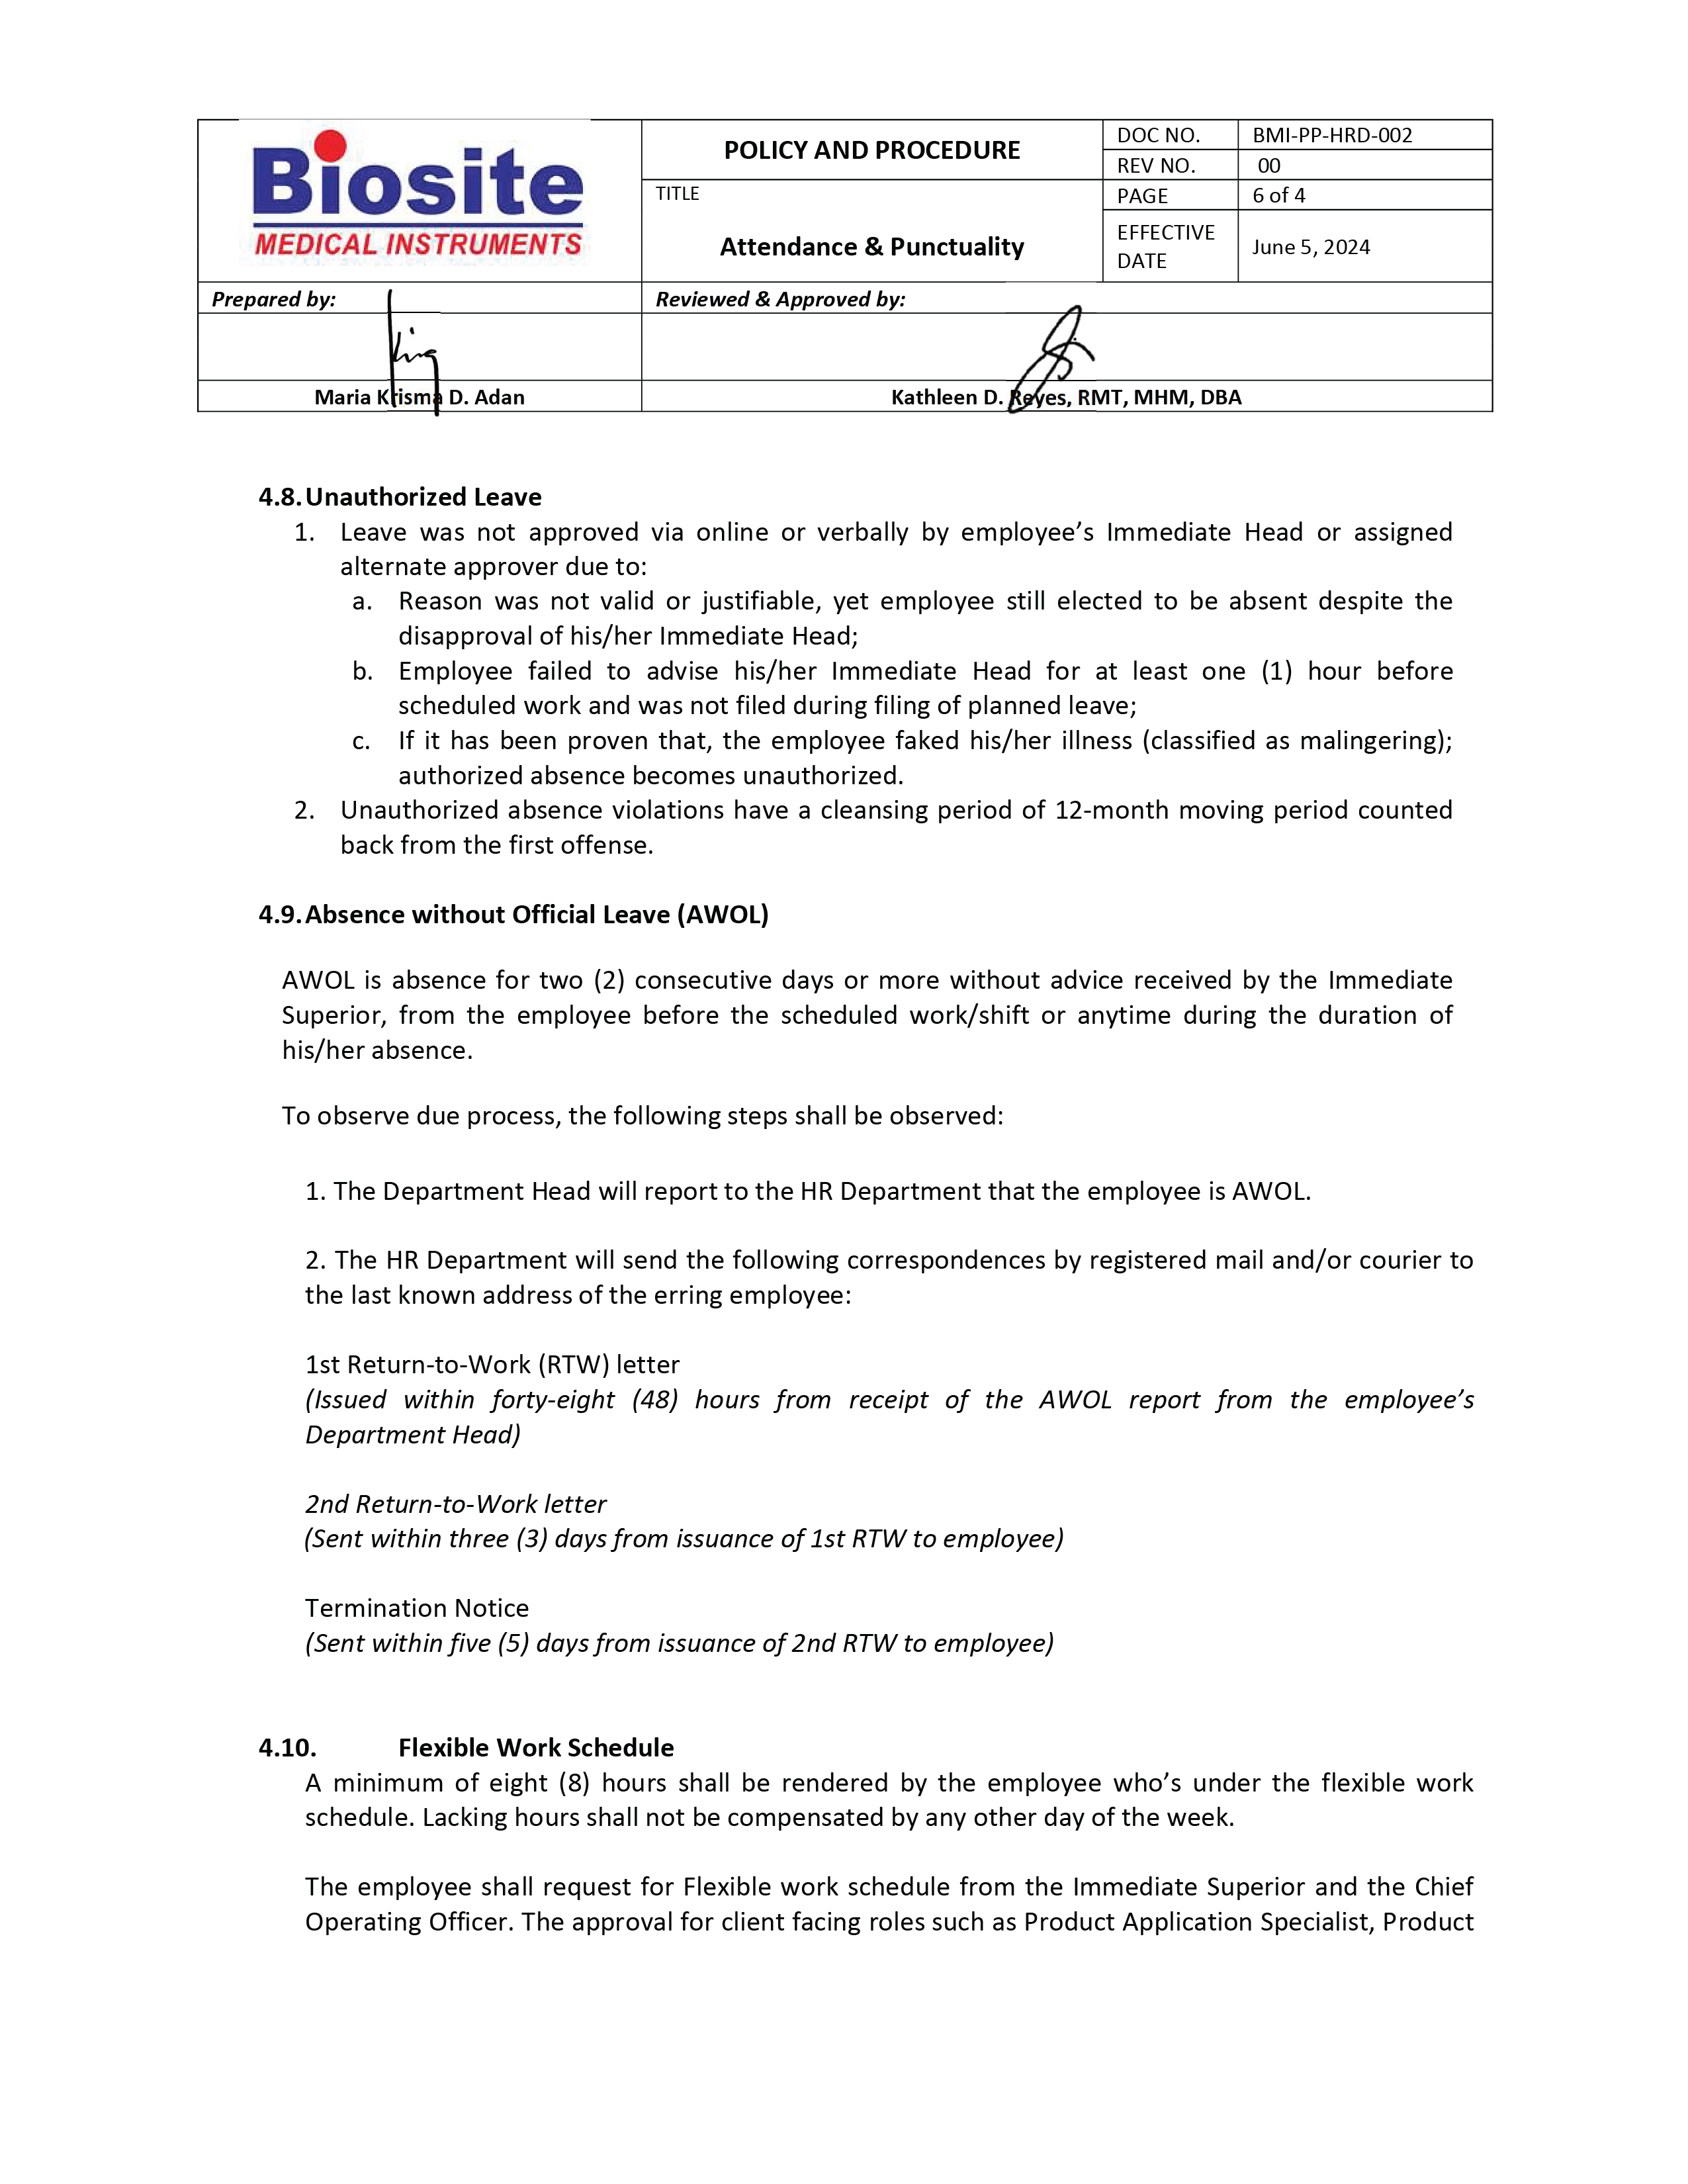 Biosite
MEDICAL INSTRUMENTS
POLICY AND PROCEDURE
DOC NO. BMI-PP-HRD-002
REV NO. 00
TITLE
PAGE 6 of 4
Attendance & Punctuality
EFFECTIVE DATE June 5, 2024
Prepared by: Reviewed & Approved by:
Maria Krisma D. Adan Kathleen D. Reyes, RMT, MHM, DBA
4.8. Unauthorized Leave
1. Leave was not approved via online or verbally by employee’s Immediate Head or assigned
alternate approver due to:
a. Reason was not valid or justifiable, yet employee still elected to be absent despite the
disapproval of his/her Immediate Head;
b. Employee failed to advise his/her Immediate Head for at least one (1) hour before
scheduled work and was not filed during filing of planned leave;
c. If it has been proven that, the employee faked his/her illness (classified as malingering);
authorized absence becomes unauthorized.
2. Unauthorized absence violations have a cleansing period of 12-month moving period counted
back from the first offense.
4.9. Absence without Official Leave (AWOL)
AWOL is absence for two (2) consecutive days or more without advice received by the Immediate
Superior, from the employee before the scheduled work/shift or anytime during the duration of
his/her absence.
To observe due process, the following steps shall be observed:
1. The Department Head will report to the HR Department that the employee is AWOL.
2. The HR Department will send the following correspondences by registered mail and/or courier to
the last known address of the erring employee:
1st Return-to-Work (RTW) letter
(Issued within forty-eight (48) hours from receipt of the AWOL report from the employee’s
Department Head)
2nd Return-to-Work letter
(Sent within three (3) days from issuance of 1st RTW to employee)
Termination Notice
(Sent within five (5) days from issuance of 2nd RTW to employee)
4.10. Flexible Work Schedule
A minimum of eight (8) hours shall be rendered by the employee who’s under the flexible work
schedule. Lacking hours shall not be compensated by any other day of the week.
The employee shall request for Flexible work schedule from the Immediate Superior and the Chief
Operating Officer. The approval for client facing roles such as Product Application Specialist, Product